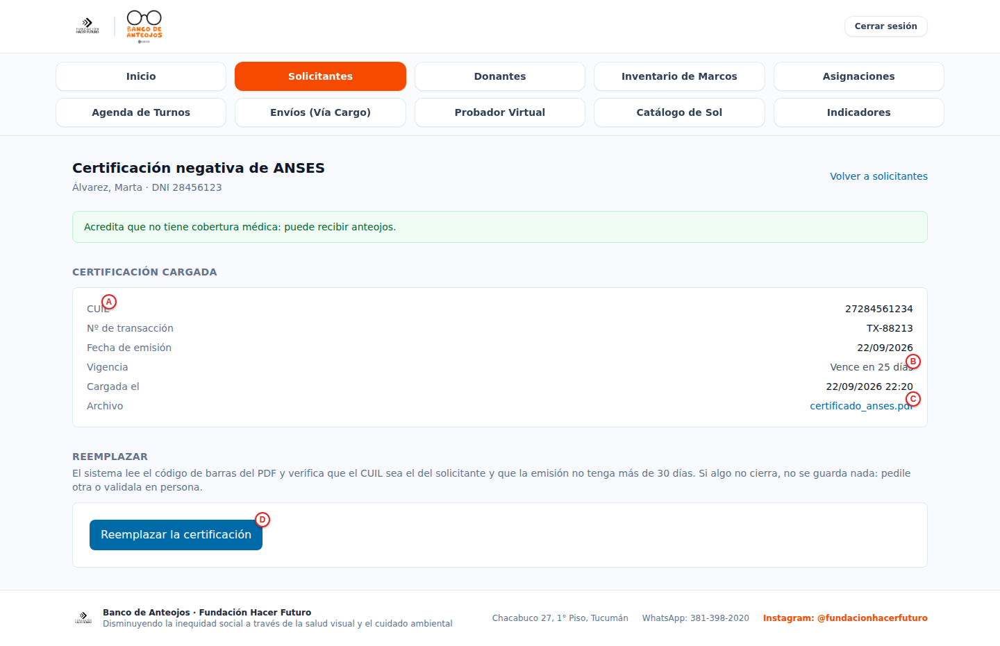 FUNDACIÓN
HACER FUTURO
BANCO DE
ANTEOJOS
Cerrar sesión
Inicio
Solicitantes
Donantes
Inventario de Marcos
Asignaciones
Agenda de Turnos
Envíos (Vía Cargo)
Probador Virtual
Catálogo de Sol
Indicadores
Certificación negativa de ANSES
Álvarez, Marta · DNI 28456123
Volver a solicitantes
Acredita que no tiene cobertura médica: puede recibir anteojos.
CERTIFICACIÓN CARGADA
A
CUIL 27284561234
Nº de transacción TX-88213
Fecha de emisión 22/09/2026
B
Vigencia Vence en 25 días
Cargada el 22/09/2026 22:20
C
Archivo certificado_anses.pdf
REEMPLAZAR
El sistema lee el código de barras del PDF y verifica que el CUIL sea el del solicitante y que la emisión no tenga más de 30 días. Si algo no cierra, no se guarda nada: pedile
otra o validala en persona.
D
Reemplazar la certificación
HACER FUTURO
Banco de Anteojos · Fundación Hacer Futuro
Disminuyendo la inequidad social a través de la salud visual y el cuidado ambiental
Chacabuco 27, 1° Piso, Tucumán
WhatsApp: 381-398-2020
Instagram: @fundacionhacerfuturo